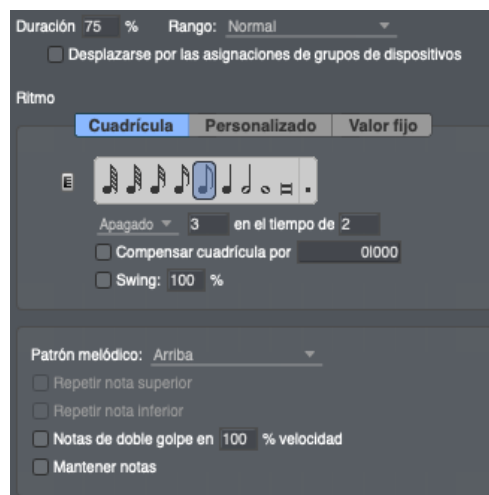 Duración 75 % Rango: Normal
Desplazarse por las asignaciones de grupos de dispositivos
Ritmo
Cuadrícula Personalizado Valor fijo
E
Apagado 3 en el tiempo de 2
Compensar cuadrícula por 0|000
Swing: 100 %
Patrón melódico: Arriba
Repetir nota superior
Repetir nota inferior
Notas de doble golpe en 100 % velocidad
Mantener notas